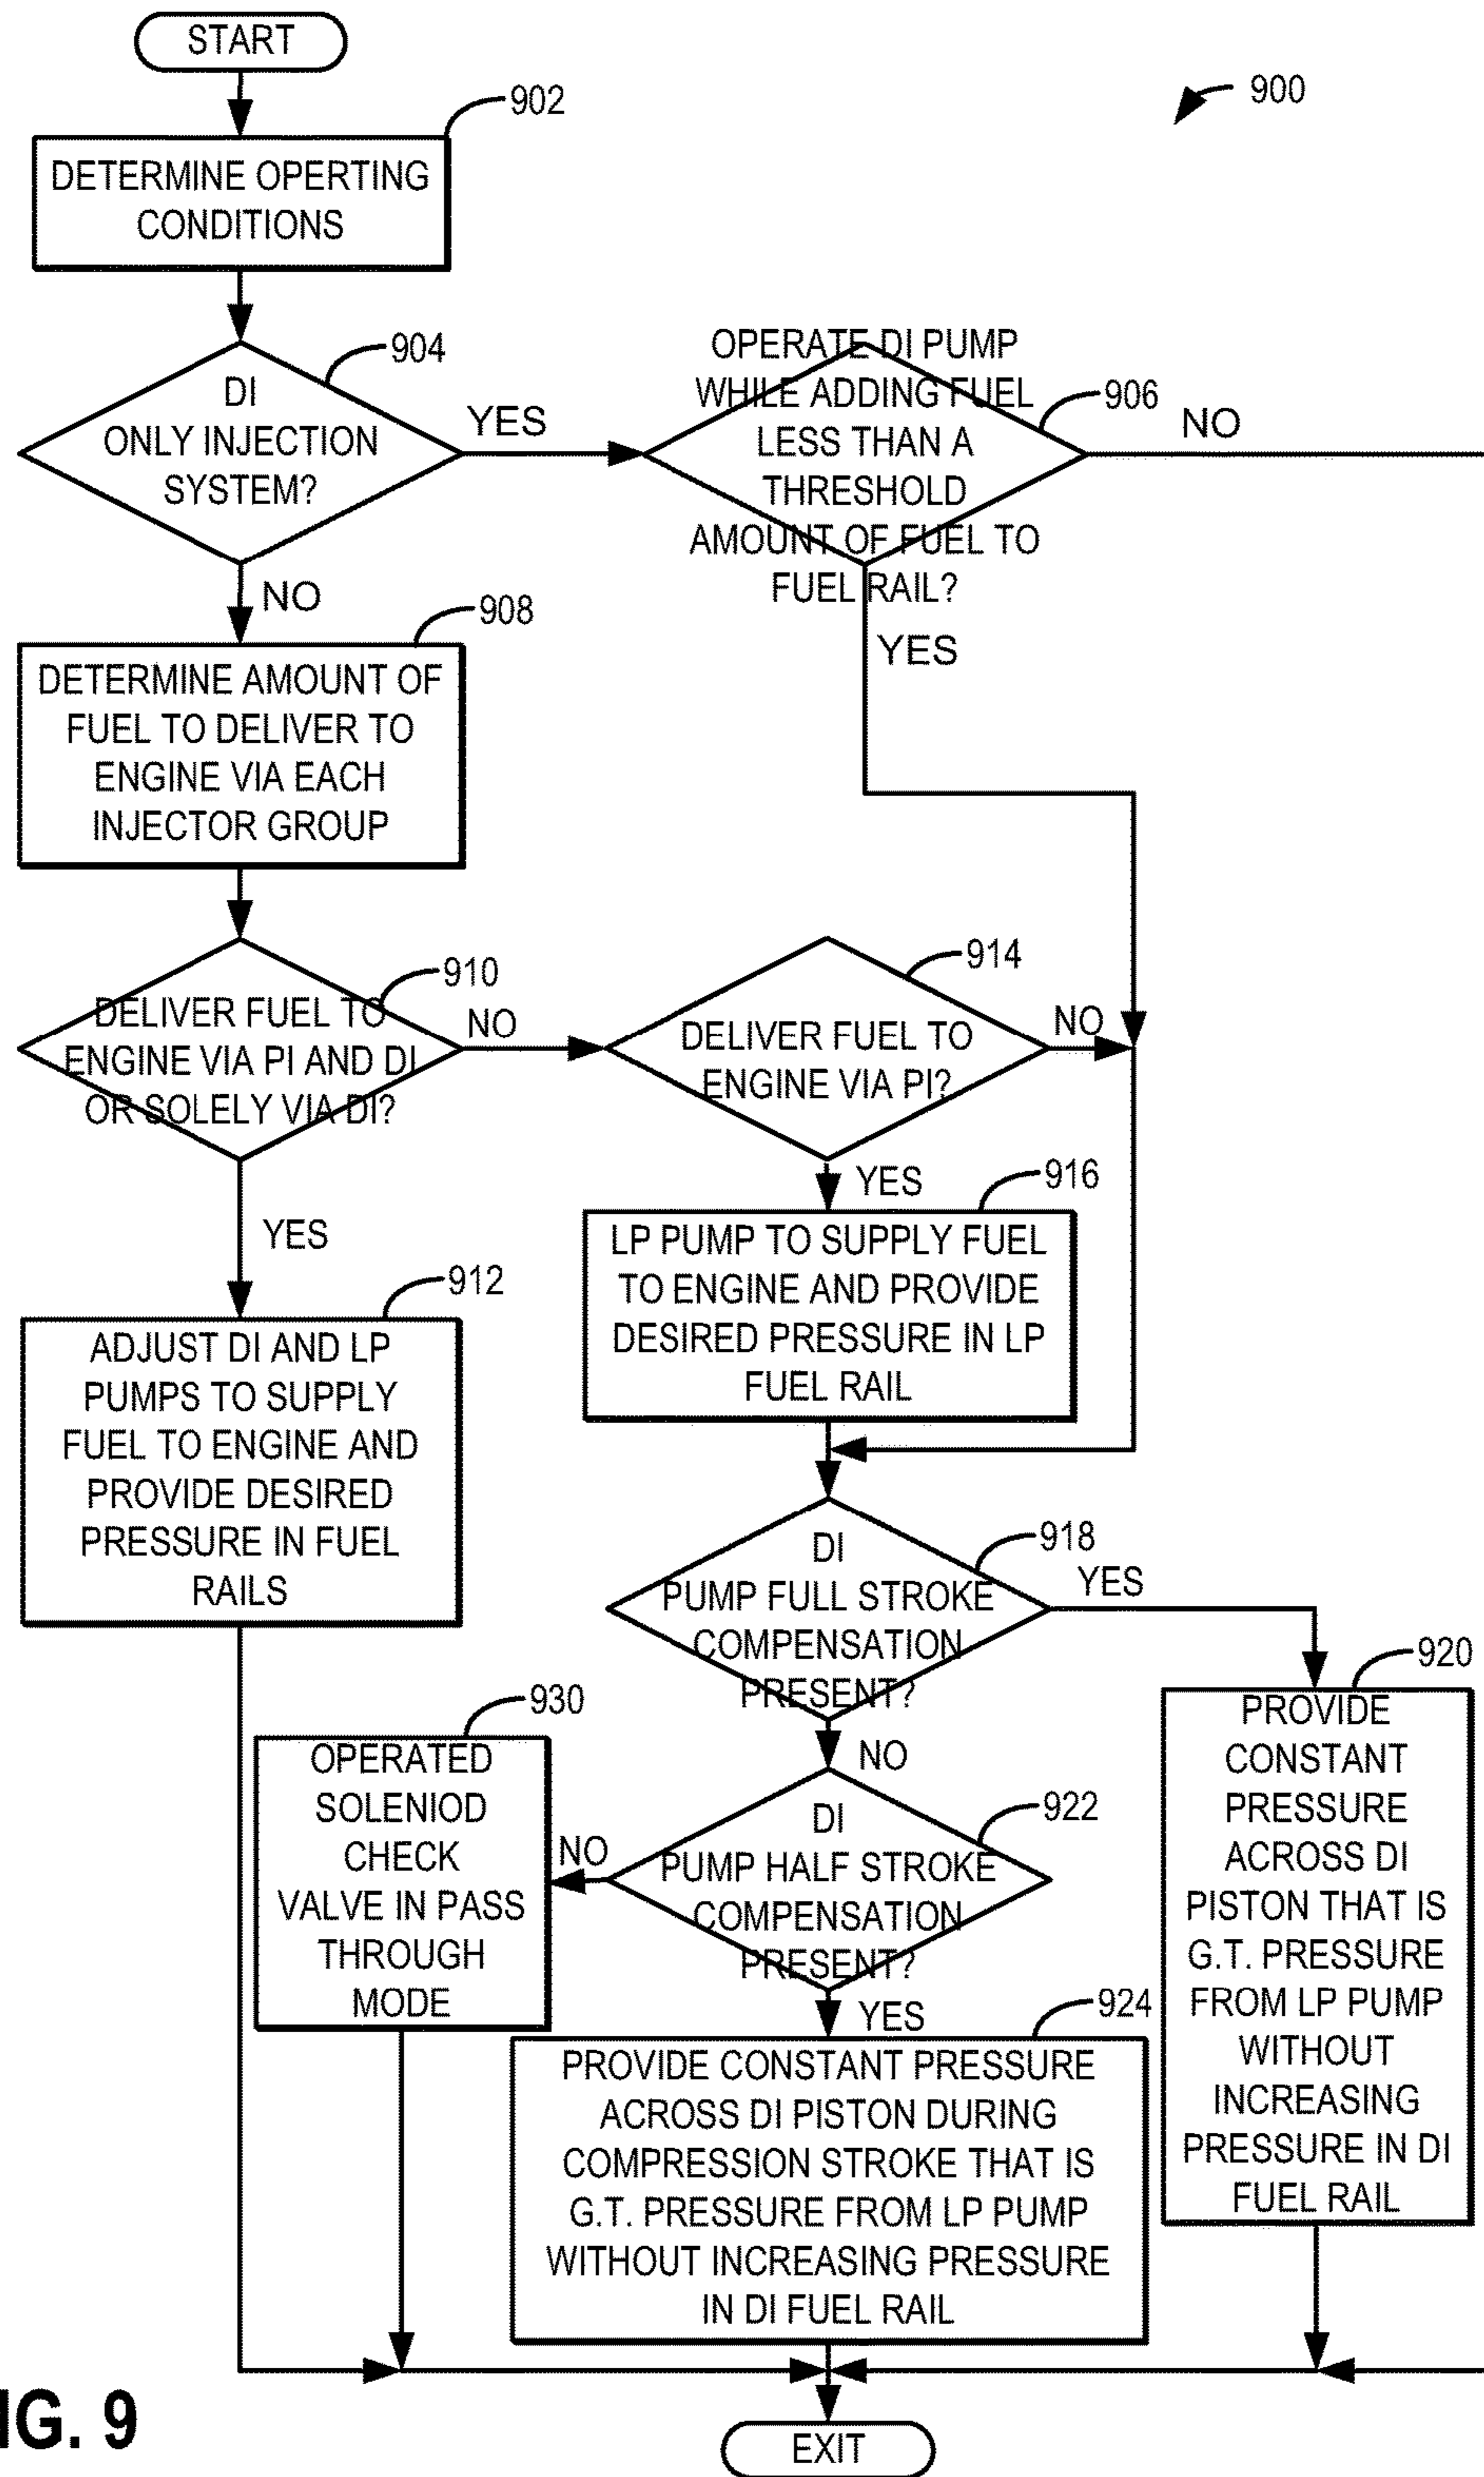 START
900
902
DETERMINE OPERTING
CONDITIONS
904
DI
ONLY INJECTION
SYSTEM?
YES
OPERATE DI PUMP
WHILE ADDING FUEL
LESS THAN A
THRESHOLD
AMOUNT OF FUEL TO
FUEL RAIL?
906
NO
YES
NO
908
DETERMINE AMOUNT OF
FUEL TO DELIVER TO
ENGINE VIA EACH
INJECTOR GROUP
910
DELIVER FUEL TO
ENGINE VIA PI AND DI
OR SOLELY VIA DI?
NO
914
DELIVER FUEL TO
ENGINE VIA PI?
NO
YES
916
LP PUMP TO SUPPLY FUEL
TO ENGINE AND PROVIDE
DESIRED PRESSURE IN LP
FUEL RAIL
YES
912
ADJUST DI AND LP
PUMPS TO SUPPLY
FUEL TO ENGINE AND
PROVIDE DESIRED
PRESSURE IN FUEL
RAILS
918
DI
PUMP FULL STROKE
COMPENSATION
PRESENT?
YES
920
PROVIDE
CONSTANT
PRESSURE
ACROSS DI
PISTON THAT IS
G.T. PRESSURE
FROM LP PUMP
WITHOUT
INCREASING
PRESSURE IN DI
FUEL RAIL
NO
922
DI
PUMP HALF STROKE
COMPENSATION
PRESENT?
NO
930
OPERATED
SOLENIOD
CHECK
VALVE IN PASS
THROUGH
MODE
YES
924
PROVIDE CONSTANT PRESSURE
ACROSS DI PISTON DURING
COMPRESSION STROKE THAT IS
G.T. PRESSURE FROM LP PUMP
WITHOUT INCREASING PRESSURE
IN DI FUEL RAIL
EXIT
IG. 9